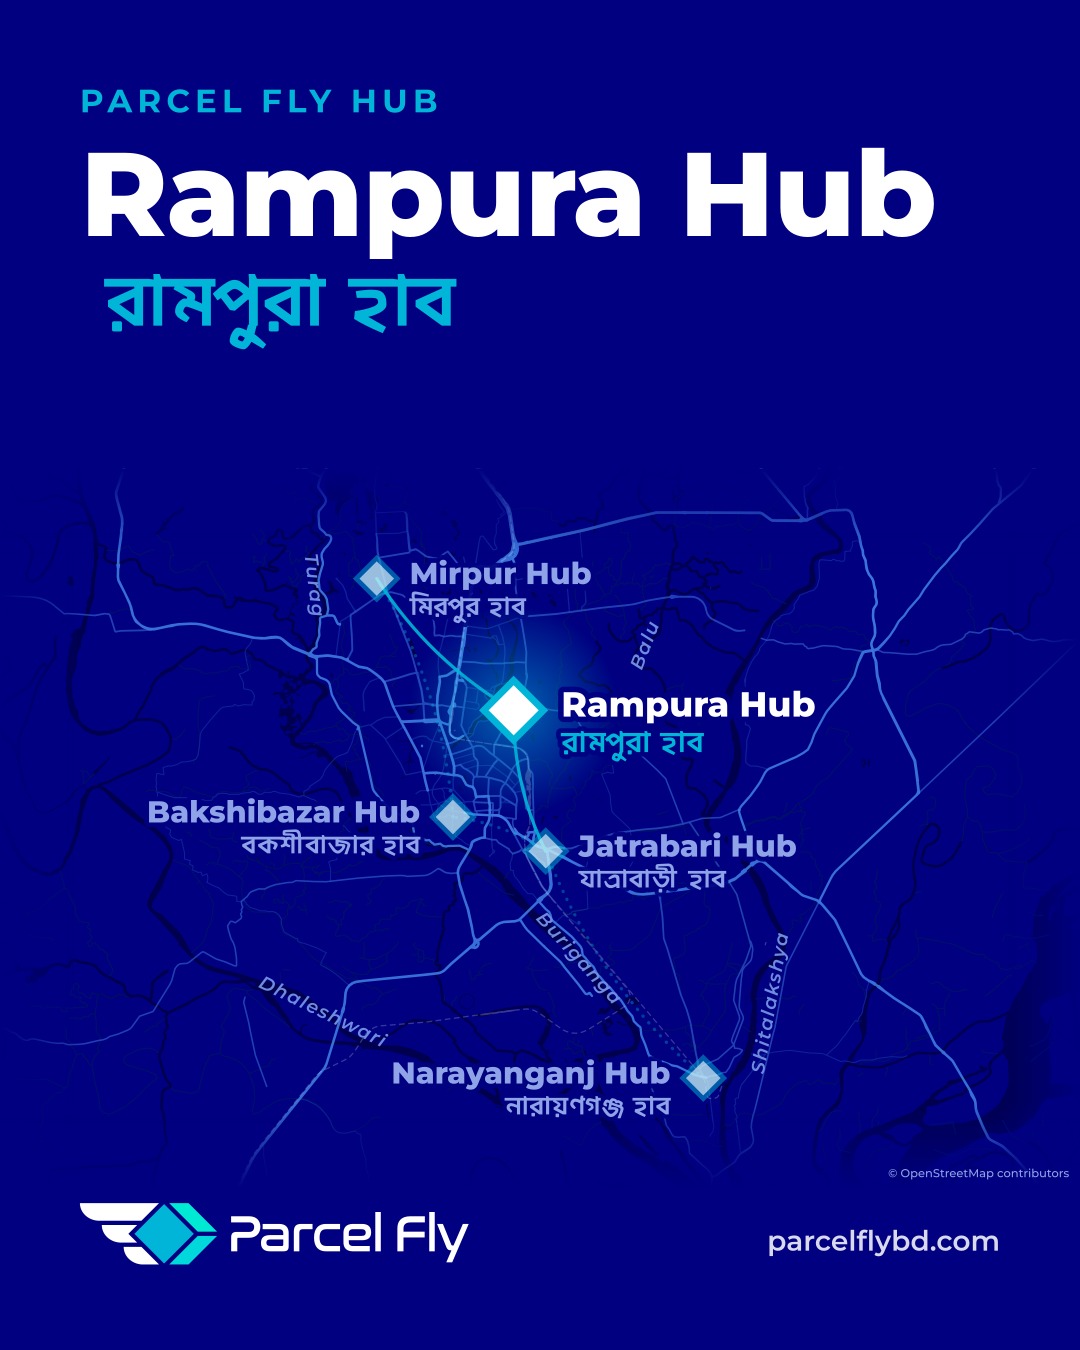 PARCEL FLY HUB
Rampura Hub
রামপুরা হাব
Turag
Mirpur Hub
মিরপুর হাব
Balu
Rampura Hub
রামপুরা হাব
Bakshibazar Hub
বকশীবাজার হাব
Jatrabari Hub
যাত্রাবাড়ী হাব
Buriganga
Shitalakshya
Dhaleshwari
Narayanganj Hub
নারায়ণগঞ্জ হাব
© OpenStreetMap contributors
Parcel Fly
parcelflybd.com